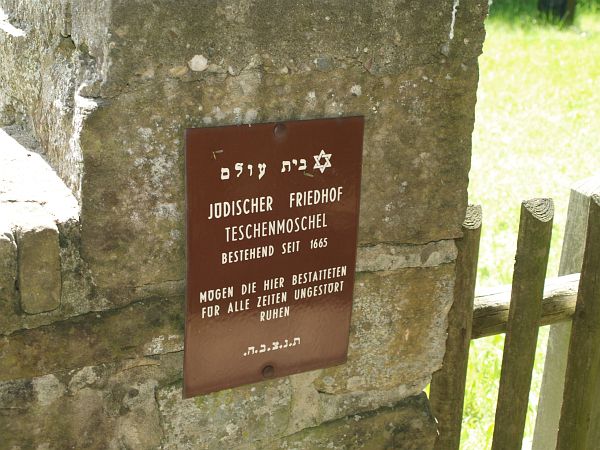 בית עולם
JÜDISCHER FRIEDHOF
TESCHENMOSCHEL
BESTEHEND SEIT 1665
MÖGEN DIE HIER BESTATTETEN
FÜR ALLE ZEITEN UNGESTÖRT
RUHEN
ת.נ.צ.ב.ה.